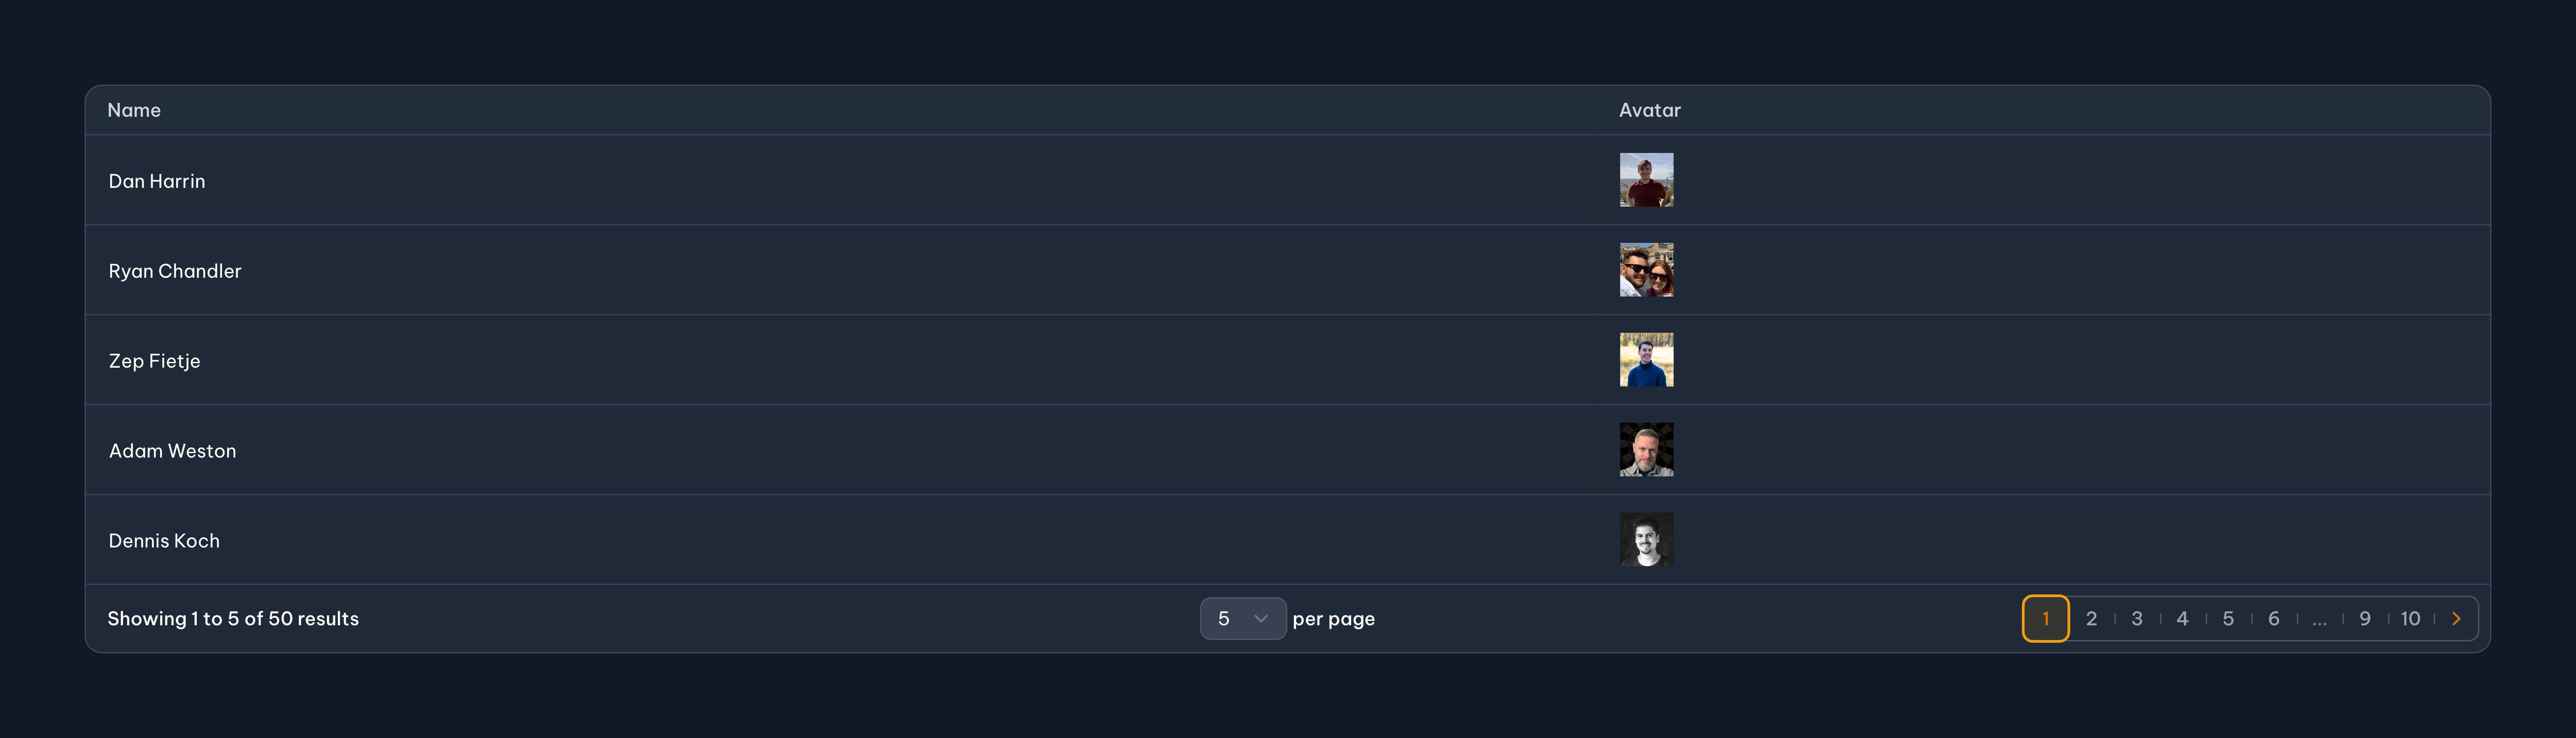 Name Avatar
Dan Harrin
Ryan Chandler
Zep Fietje
Adam Weston
Dennis Koch
Showing 1 to 5 of 50 results 5 per page 1 2 3 4 5 6 ... 9 10